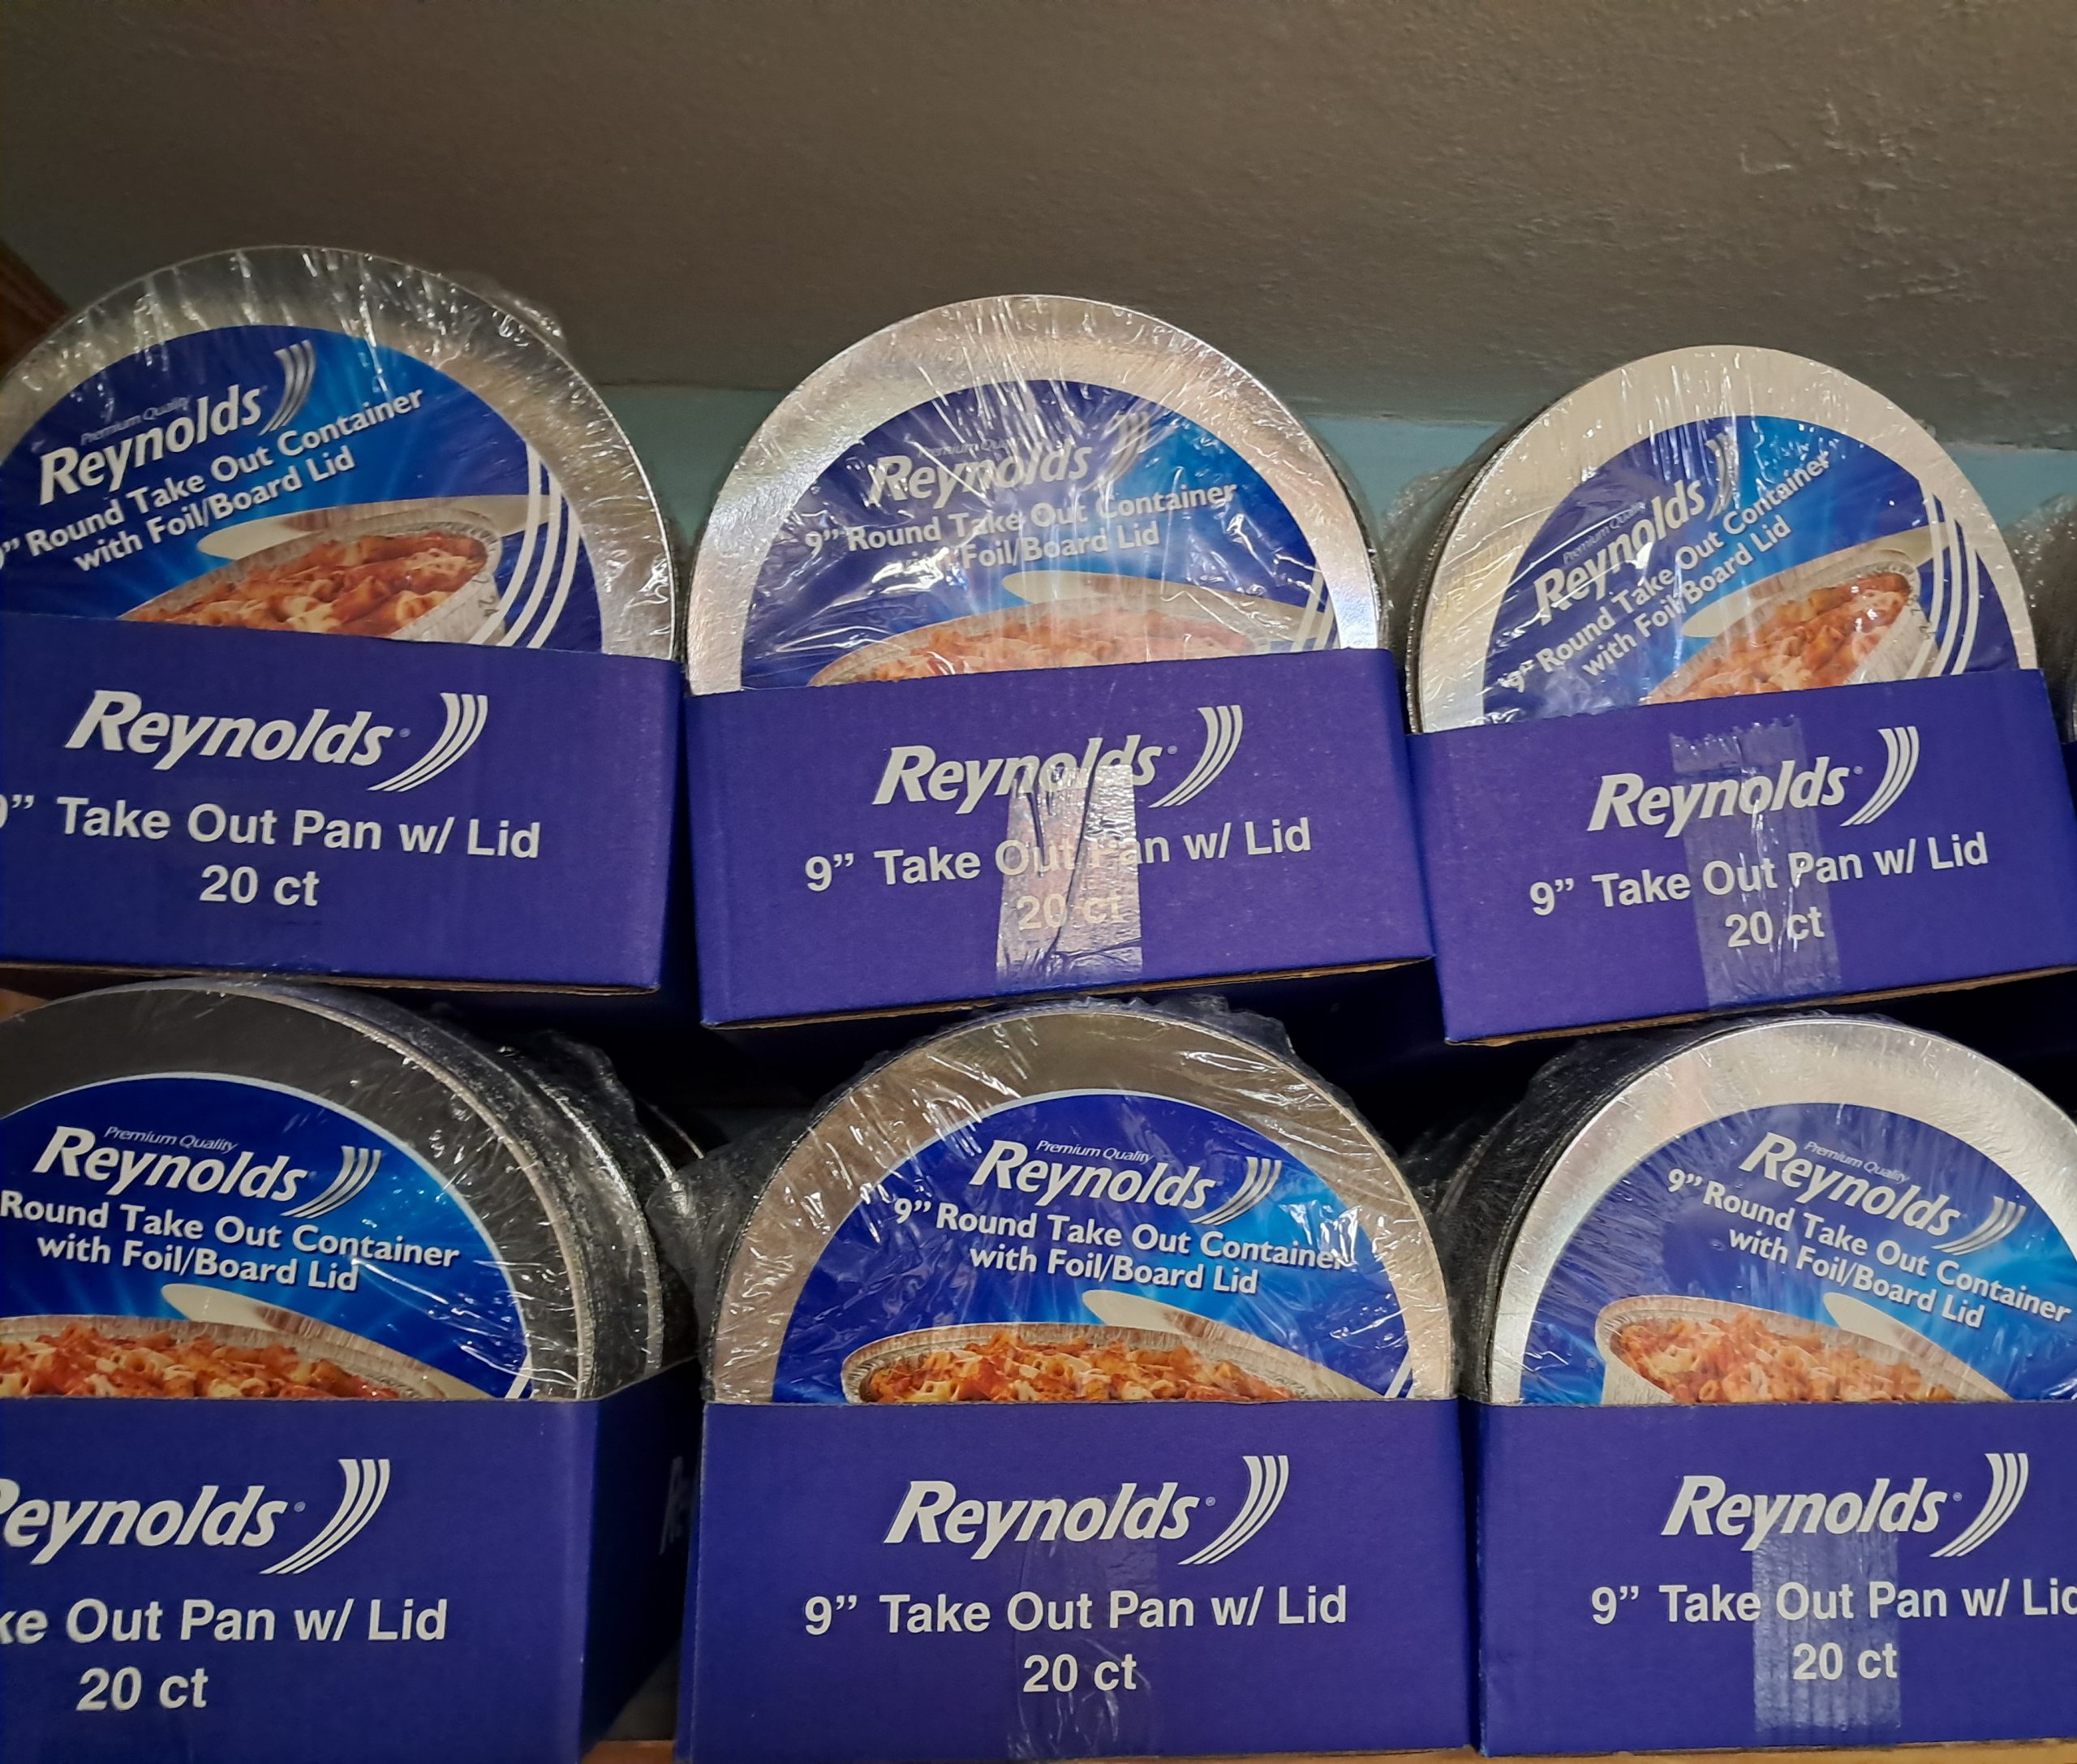 Premium Quality
Reynolds
9" Round Take Out Container
with Foil/Board Lid
Reynolds®
9" Take Out Pan w/ Lid
20 ct
Premium Quality
Reynolds
9" Round Take Out Container
with Foil/Board Lid
Reynolds®
9" Take Out Pan w/ Lid
20 ct
Premium Quality
Reynolds
9" Round Take Out Container
with Foil/Board Lid
Reynolds®
9" Take Out Pan w/ Lid
20 ct
Premium Quality
Reynolds
Round Take Out Container
with Foil/Board Lid
Reynolds®
ke Out Pan w/ Lid
20 ct
Premium Quality
Reynolds
9" Round Take Out Container
with Foil/Board Lid
Reynolds®
9" Take Out Pan w/ Lid
20 ct
Premium Quality
Reynolds
9" Round Take Out Container
with Foil/Board Lid
Reynolds®
9" Take Out Pan w/ Lid
20 ct